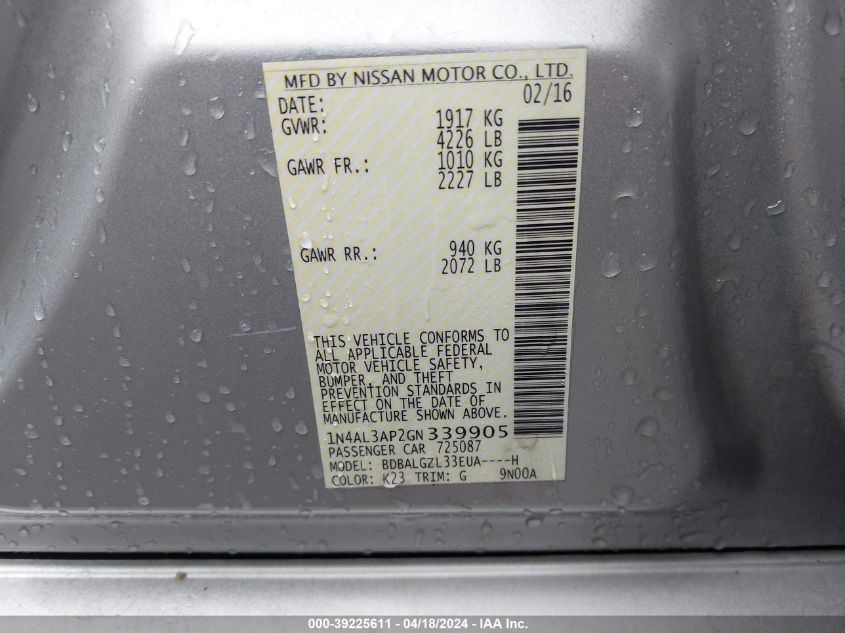 MFD BY NISSAN MOTOR CO., LTD.
DATE: 02/16
GVWR: 1917 KG
4226 LB
GAWR FR.: 1010 KG
2227 LB
GAWR RR.: 940 KG
2072 LB
THIS VEHICLE CONFORMS TO
ALL APPLICABLE FEDERAL
MOTOR VEHICLE SAFETY,
BUMPER, AND THEFT
PREVENTION STANDARDS IN
EFFECT ON THE DATE OF
MANUFACTURE SHOWN ABOVE.
1N4AL3AP2GN339905
PASSENGER CAR 725087
MODEL: BDBALGZL33EUA----H
COLOR: K23 TRIM: G 9N00A
000-39225611 - 04/18/2024 - IAA Inc.